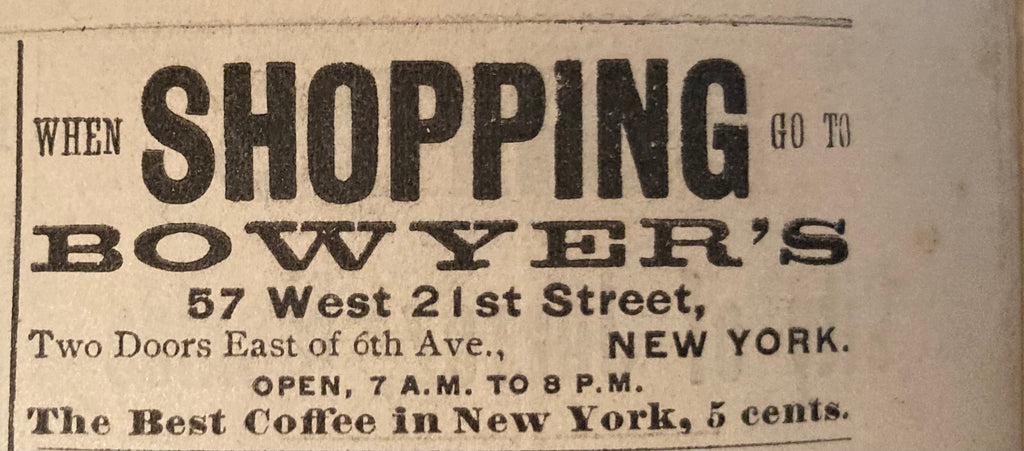 WHEN SHOPPING GO TO
BOWYER'S
57 West 21st Street,
Two Doors East of 6th Ave., NEW YORK.
OPEN, 7 A.M. TO 8 P.M.
The Best Coffee in New York, 5 cents.